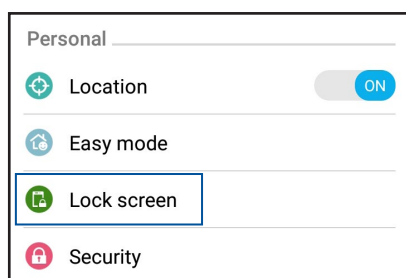 Personal
Location
ON
Easy mode
Lock screen
Security